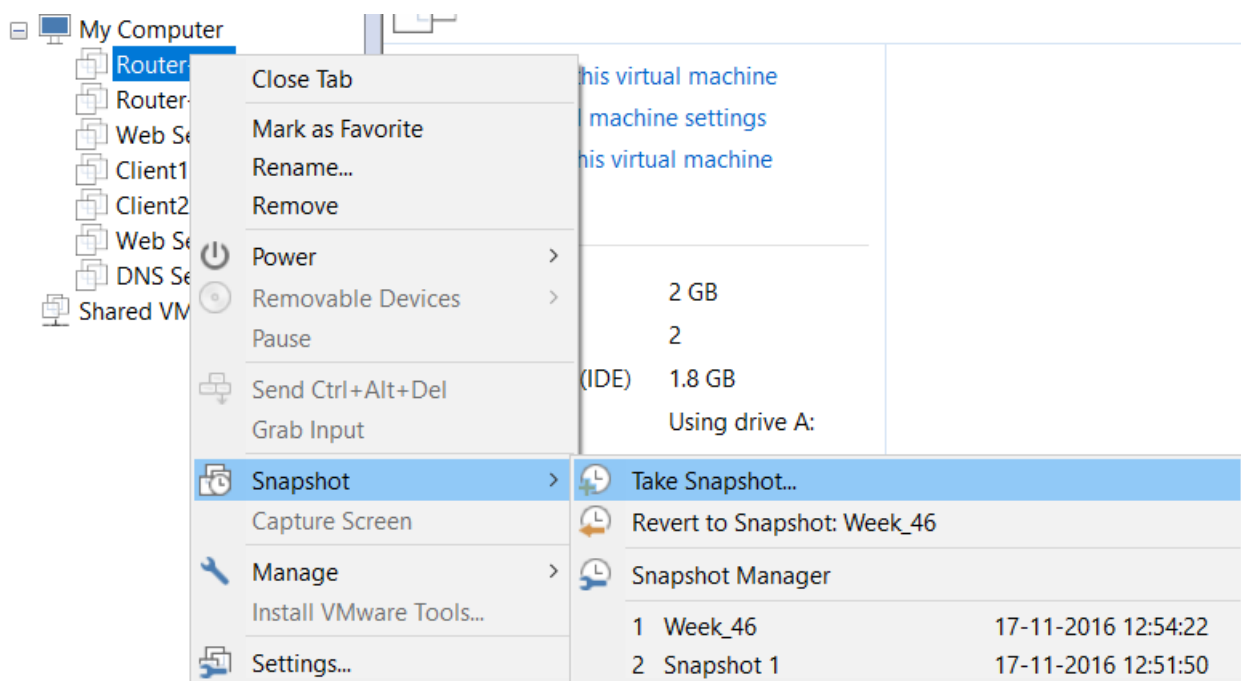 My Computer
Router-
Router-
Web Se
Client1
Client2
Web Se
DNS Se
Shared VM
Close Tab
Mark as Favorite
Rename...
Remove
Power
Removable Devices
Pause
Send Ctrl+Alt+Del
Grab Input
Snapshot
Capture Screen
Manage
Install VMware Tools...
Settings...
this virtual machine
machine settings
this virtual machine
2 GB
2
(IDE) 1.8 GB
Using drive A:
Take Snapshot...
Revert to Snapshot: Week_46
Snapshot Manager
1 Week_46 17-11-2016 12:54:22
2 Snapshot 1 17-11-2016 12:51:50